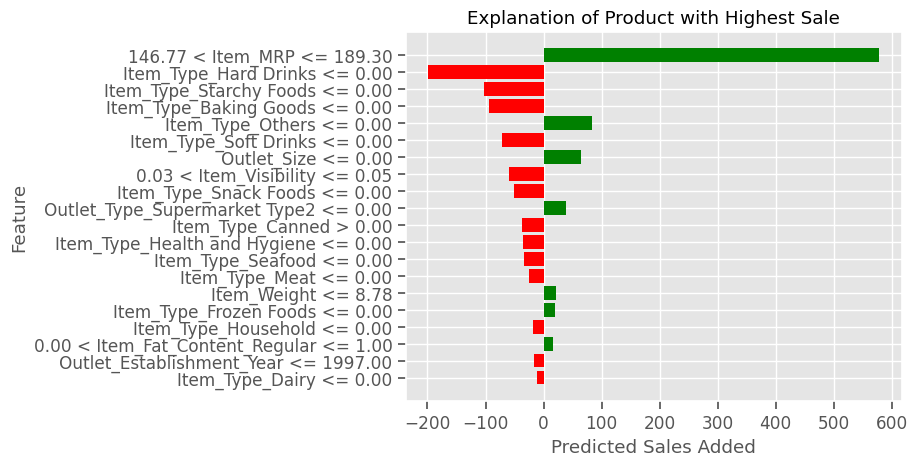 Explanation of Product with Highest Sale
146.77 < Item_MRP <= 189.30
Item_Type_Hard Drinks <= 0.00
Item_Type_Starchy Foods <= 0.00
Item_Type_Baking Goods <= 0.00
Item_Type_Others <= 0.00
Item_Type_Soft Drinks <= 0.00
Outlet_Size <= 0.00
0.03 < Item_Visibility <= 0.05
Item_Type_Snack Foods <= 0.00
Outlet_Type_Supermarket Type2 <= 0.00
Item_Type_Canned > 0.00
Item_Type_Health and Hygiene <= 0.00
Item_Type_Seafood <= 0.00
Item_Type_Meat <= 0.00
Item_Weight <= 8.78
Item_Type_Frozen Foods <= 0.00
Item_Type_Household <= 0.00
0.00 < Item_Fat_Content_Regular <= 1.00
Outlet_Establishment_Year <= 1997.00
Item_Type_Dairy <= 0.00
Feature
−200 −100 0 100 200 300 400 500 600
Predicted Sales Added